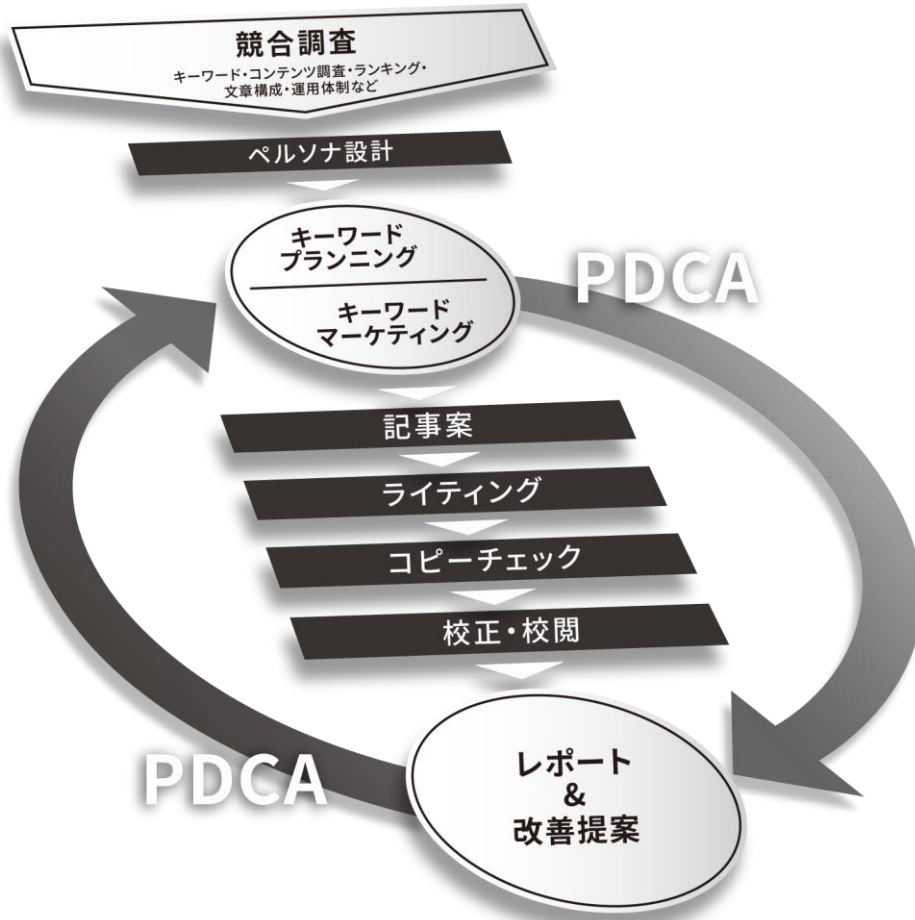 競合調査
キーワード・コンテンツ調査・ランキング・
文章構成・運用体制など
ペルソナ設計
キーワード
プランニング
キーワード
マーケティング
PDCA
記事案
ライティング
コピーチェック
校正・校閲
PDCA
レポート
&
改善提案